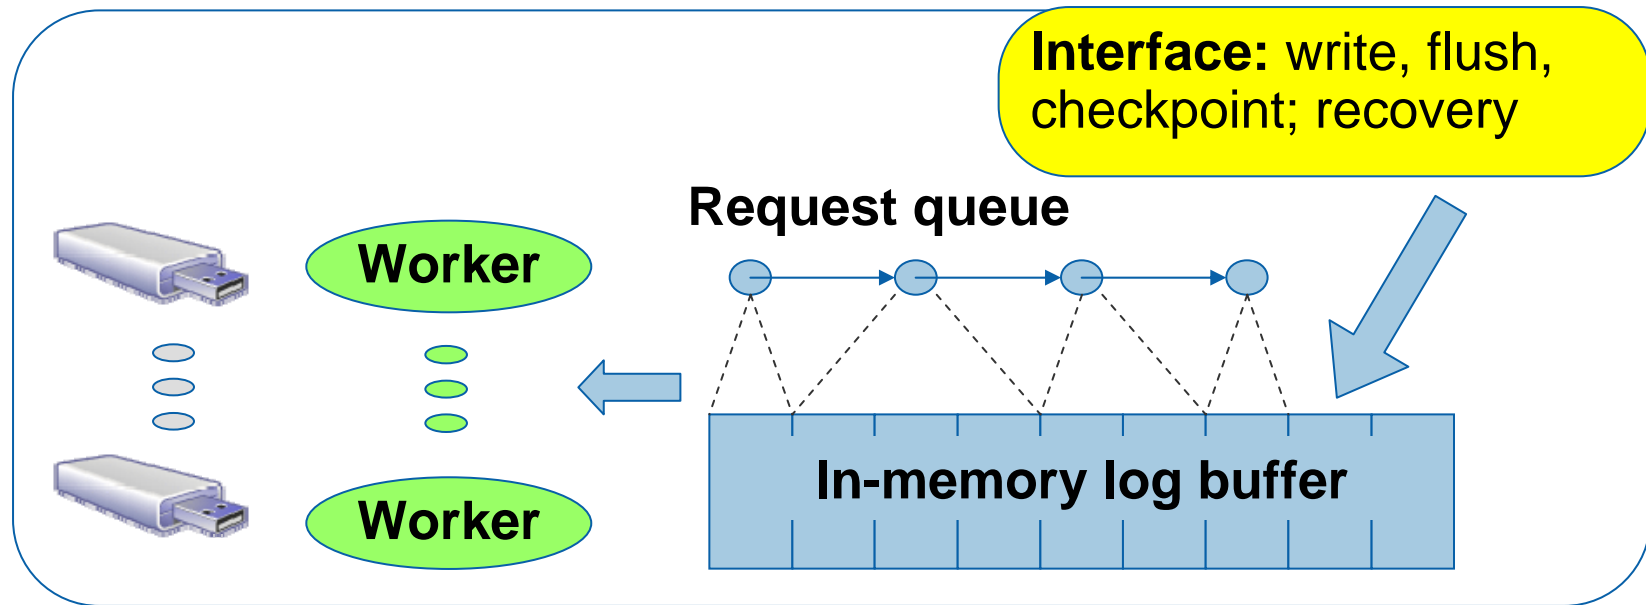 Interface: write, flush,
checkpoint; recovery
Request queue
Worker
In-memory log buffer
Worker